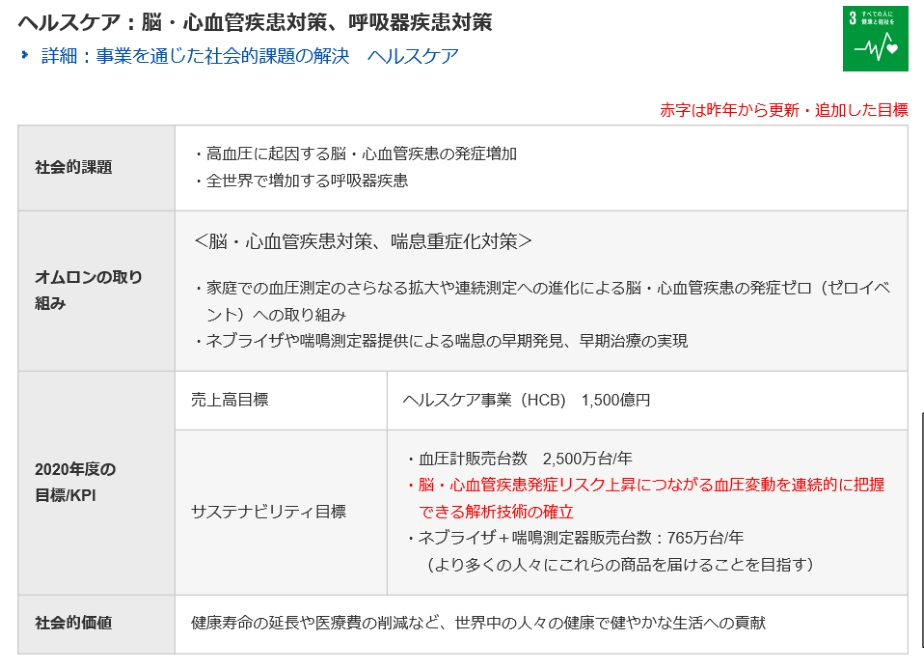 ヘルスケア：脳・心血管疾患対策、呼吸器疾患対策
詳細：事業を通じた社会的課題の解決　ヘルスケア
3 すべての人に
健康と福祉を
赤字は昨年から更新・追加した目標
社会的課題
・高血圧に起因する脳・心血管疾患の発症増加
・全世界で増加する呼吸器疾患
オムロンの取り
組み
＜脳・心血管疾患対策、喘息重症化対策＞
・家庭での血圧測定のさらなる拡大や連続測定への進化による脳・心血管疾患の発症ゼロ（ゼロイベ
ント）への取り組み
・ネブライザや喘鳴測定器提供による喘息の早期発見、早期治療の実現
2020年度の
目標/KPI
売上高目標
ヘルスケア事業（HCB)　1,500億円
サステナビリティ目標
・血圧計販売台数　2,500万台/年
・脳・心血管疾患発症リスク上昇につながる血圧変動を連続的に把握
できる解析技術の確立
・ネブライザ＋喘鳴測定器販売台数：765万台/年
（より多くの人々にこれらの商品を届けることを目指す）
社会的価値
健康寿命の延長や医療費の削減など、世界中の人々の健康で健やかな生活への貢献